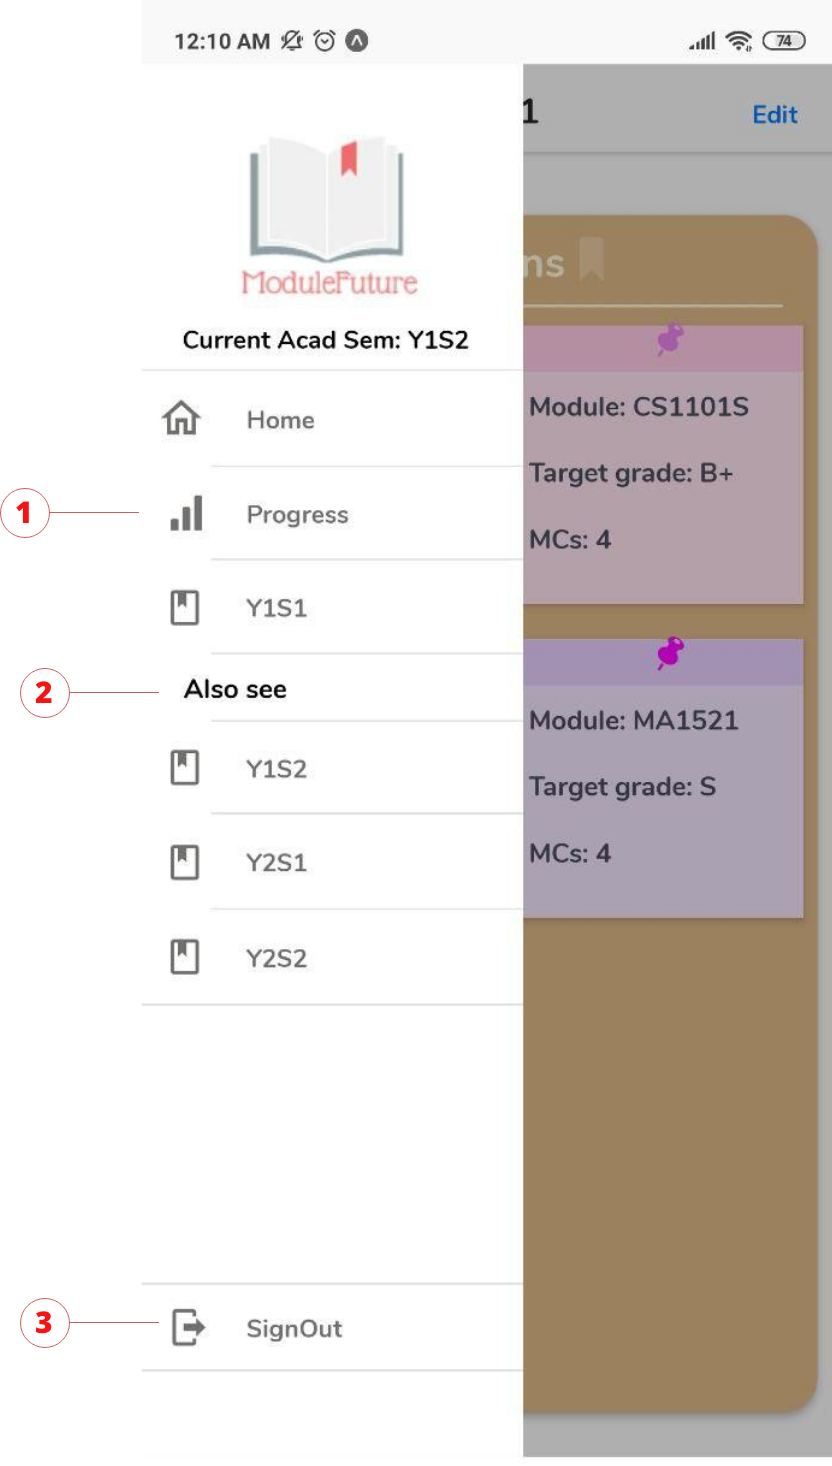 12:10 AM
74
1
Edit
ModuleFuture
ns
Current Acad Sem: Y1S2
Home
Module: CS1101S
Target grade: B+
1
Progress
MCs: 4
Y1S1
2
Also see
Module: MA1521
Y1S2
Target grade: S
MCs: 4
Y2S1
Y2S2
3
SignOut